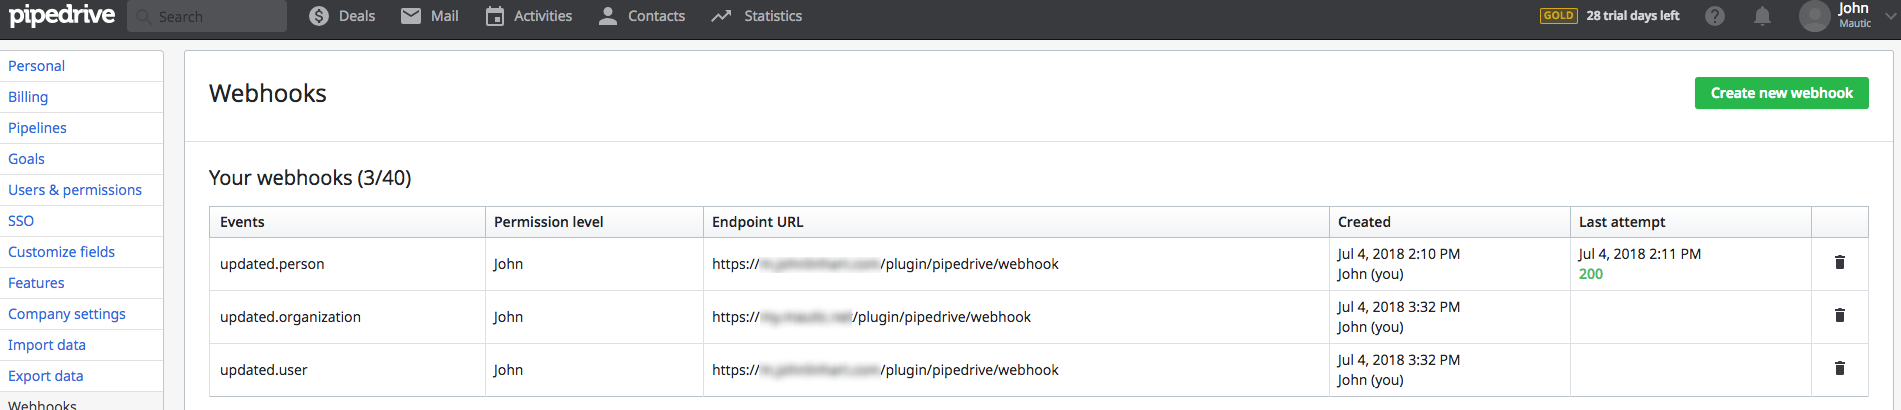 pipedrive Search Deals Mail Activities Contacts Statistics GOLD 28 trial days left John
Mautic
Personal
Billing
Pipelines
Goals
Users & permissions
SSO
Customize fields
Features
Company settings
Import data
Export data
Webhooks
Webhooks
Create new webhook
Your webhooks (3/40)
Events Permission level Endpoint URL Created Last attempt
updated.person John https:// /plugin/pipedrive/webhook Jul 4, 2018 2:10 PM Jul 4, 2018 2:11 PM
John (you) 200
updated.organization John https:// /plugin/pipedrive/webhook Jul 4, 2018 3:32 PM
John (you)
updated.user John https:// /plugin/pipedrive/webhook Jul 4, 2018 3:32 PM
John (you)